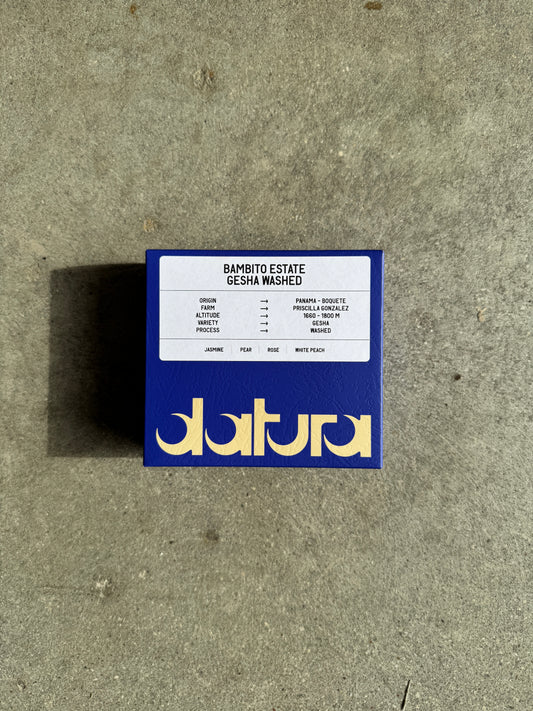 BAMBITO ESTATE
GESHA WASHED
ORIGIN → PANAMA - BOQUETE
FARM → PRISCILLA GONZALEZ
ALTITUDE → 1660 - 1800 M
VARIETY → GESHA
PROCESS → WASHED
JASMINE | PEAR | ROSE | WHITE PEACH
datura